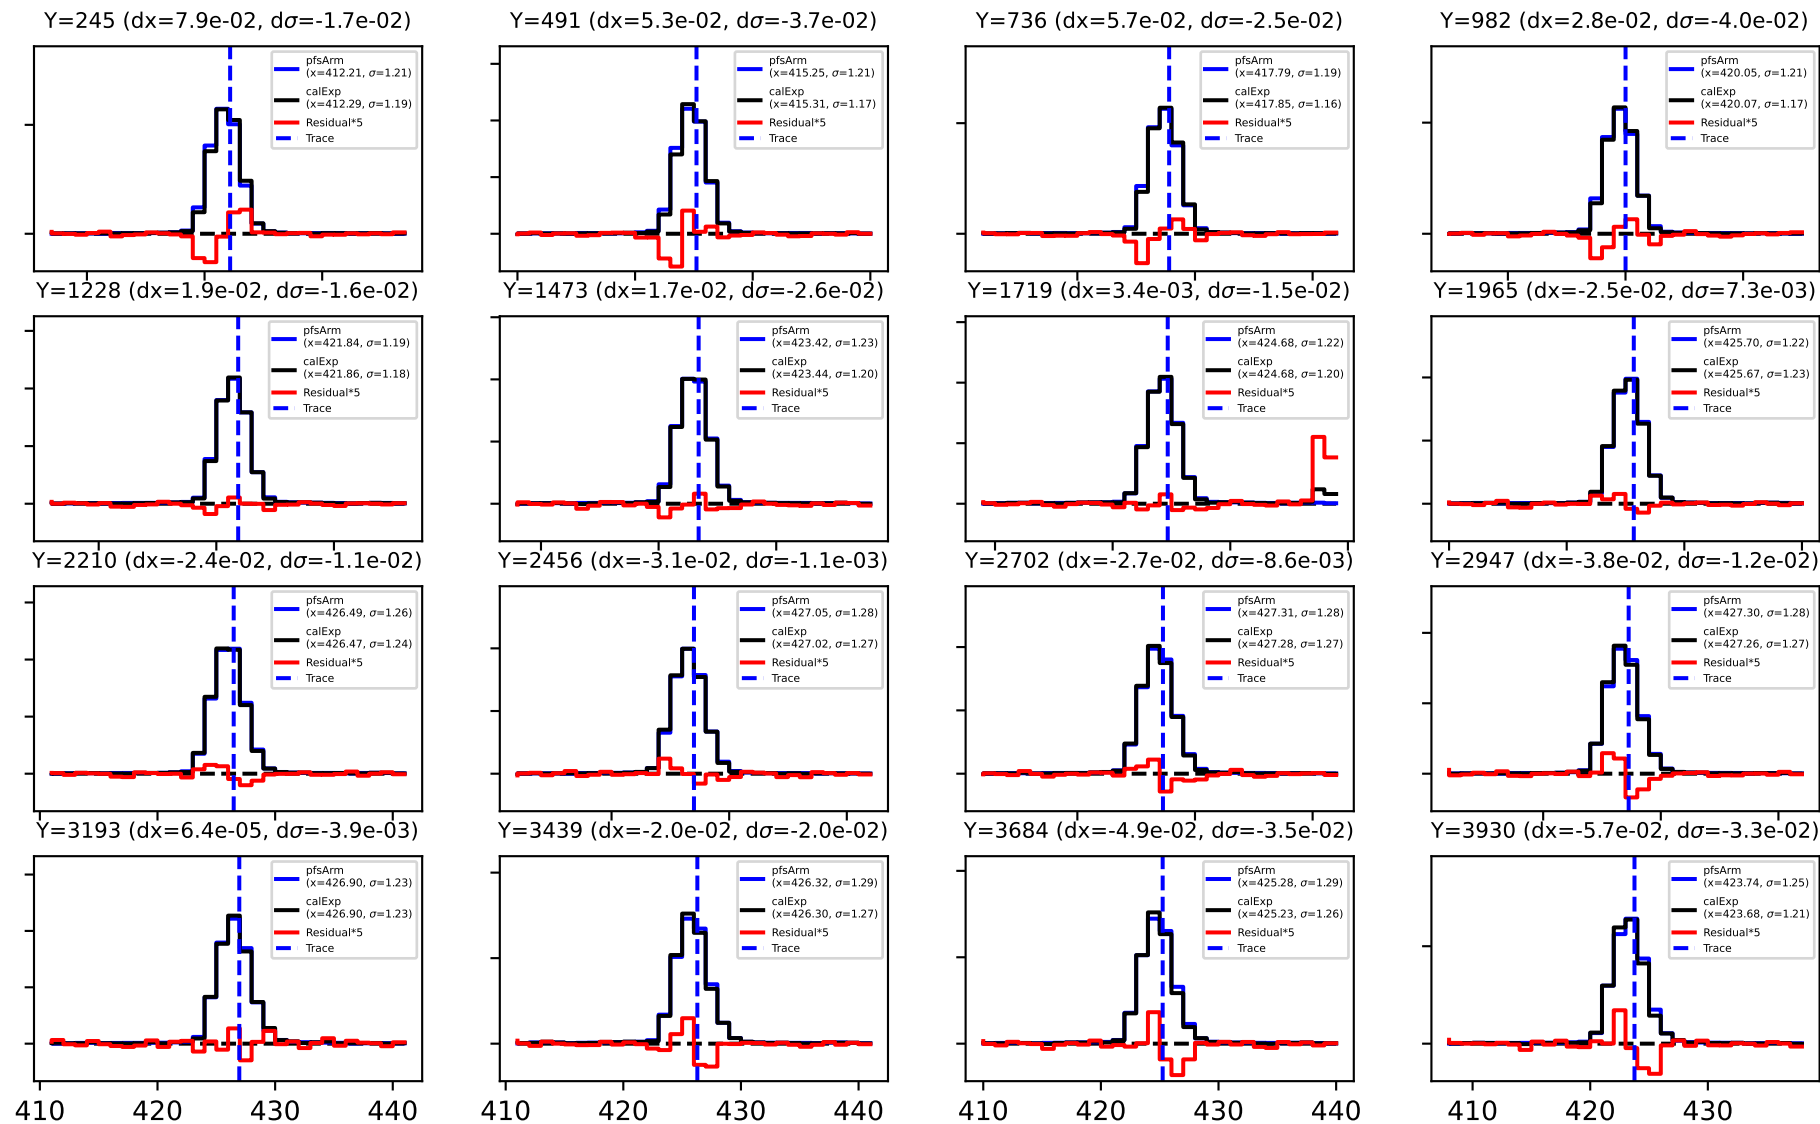 Y=245 (dx=7.9e-02, dσ=-1.7e-02)
pfsArm
(x=412.21, σ=1.21)
calExp
(x=412.29, σ=1.19)
Residual*5
Trace
Y=491 (dx=5.3e-02, dσ=-3.7e-02)
pfsArm
(x=415.25, σ=1.21)
calExp
(x=415.31, σ=1.17)
Residual*5
Trace
Y=736 (dx=5.7e-02, dσ=-2.5e-02)
pfsArm
(x=417.79, σ=1.19)
calExp
(x=417.85, σ=1.16)
Residual*5
Trace
Y=982 (dx=2.8e-02, dσ=-4.0e-02)
pfsArm
(x=420.05, σ=1.21)
calExp
(x=420.07, σ=1.17)
Residual*5
Trace
Y=1228 (dx=1.9e-02, dσ=-1.6e-02)
pfsArm
(x=421.84, σ=1.19)
calExp
(x=421.86, σ=1.18)
Residual*5
Trace
Y=1473 (dx=1.7e-02, dσ=-2.6e-02)
pfsArm
(x=423.42, σ=1.23)
calExp
(x=423.44, σ=1.20)
Residual*5
Trace
Y=1719 (dx=3.4e-03, dσ=-1.5e-02)
pfsArm
(x=424.68, σ=1.22)
calExp
(x=424.68, σ=1.20)
Residual*5
Trace
Y=1965 (dx=-2.5e-02, dσ=7.3e-03)
pfsArm
(x=425.70, σ=1.22)
calExp
(x=425.67, σ=1.23)
Residual*5
Trace
Y=2210 (dx=-2.4e-02, dσ=-1.1e-02)
pfsArm
(x=426.49, σ=1.26)
calExp
(x=426.47, σ=1.24)
Residual*5
Trace
Y=2456 (dx=-3.1e-02, dσ=-1.1e-03)
pfsArm
(x=427.05, σ=1.28)
calExp
(x=427.02, σ=1.27)
Residual*5
Trace
Y=2702 (dx=-2.7e-02, dσ=-8.6e-03)
pfsArm
(x=427.31, σ=1.28)
calExp
(x=427.28, σ=1.27)
Residual*5
Trace
Y=2947 (dx=-3.8e-02, dσ=-1.2e-02)
pfsArm
(x=427.30, σ=1.28)
calExp
(x=427.26, σ=1.27)
Residual*5
Trace
Y=3193 (dx=6.4e-05, dσ=-3.9e-03)
pfsArm
(x=426.90, σ=1.23)
calExp
(x=426.90, σ=1.23)
Residual*5
Trace
Y=3439 (dx=-2.0e-02, dσ=-2.0e-02)
pfsArm
(x=426.32, σ=1.29)
calExp
(x=426.30, σ=1.27)
Residual*5
Trace
Y=3684 (dx=-4.9e-02, dσ=-3.5e-02)
pfsArm
(x=425.28, σ=1.29)
calExp
(x=425.23, σ=1.26)
Residual*5
Trace
Y=3930 (dx=-5.7e-02, dσ=-3.3e-02)
pfsArm
(x=423.74, σ=1.25)
calExp
(x=423.68, σ=1.21)
Residual*5
Trace
410 420 430 440
410 420 430 440
410 420 430 440
410 420 430